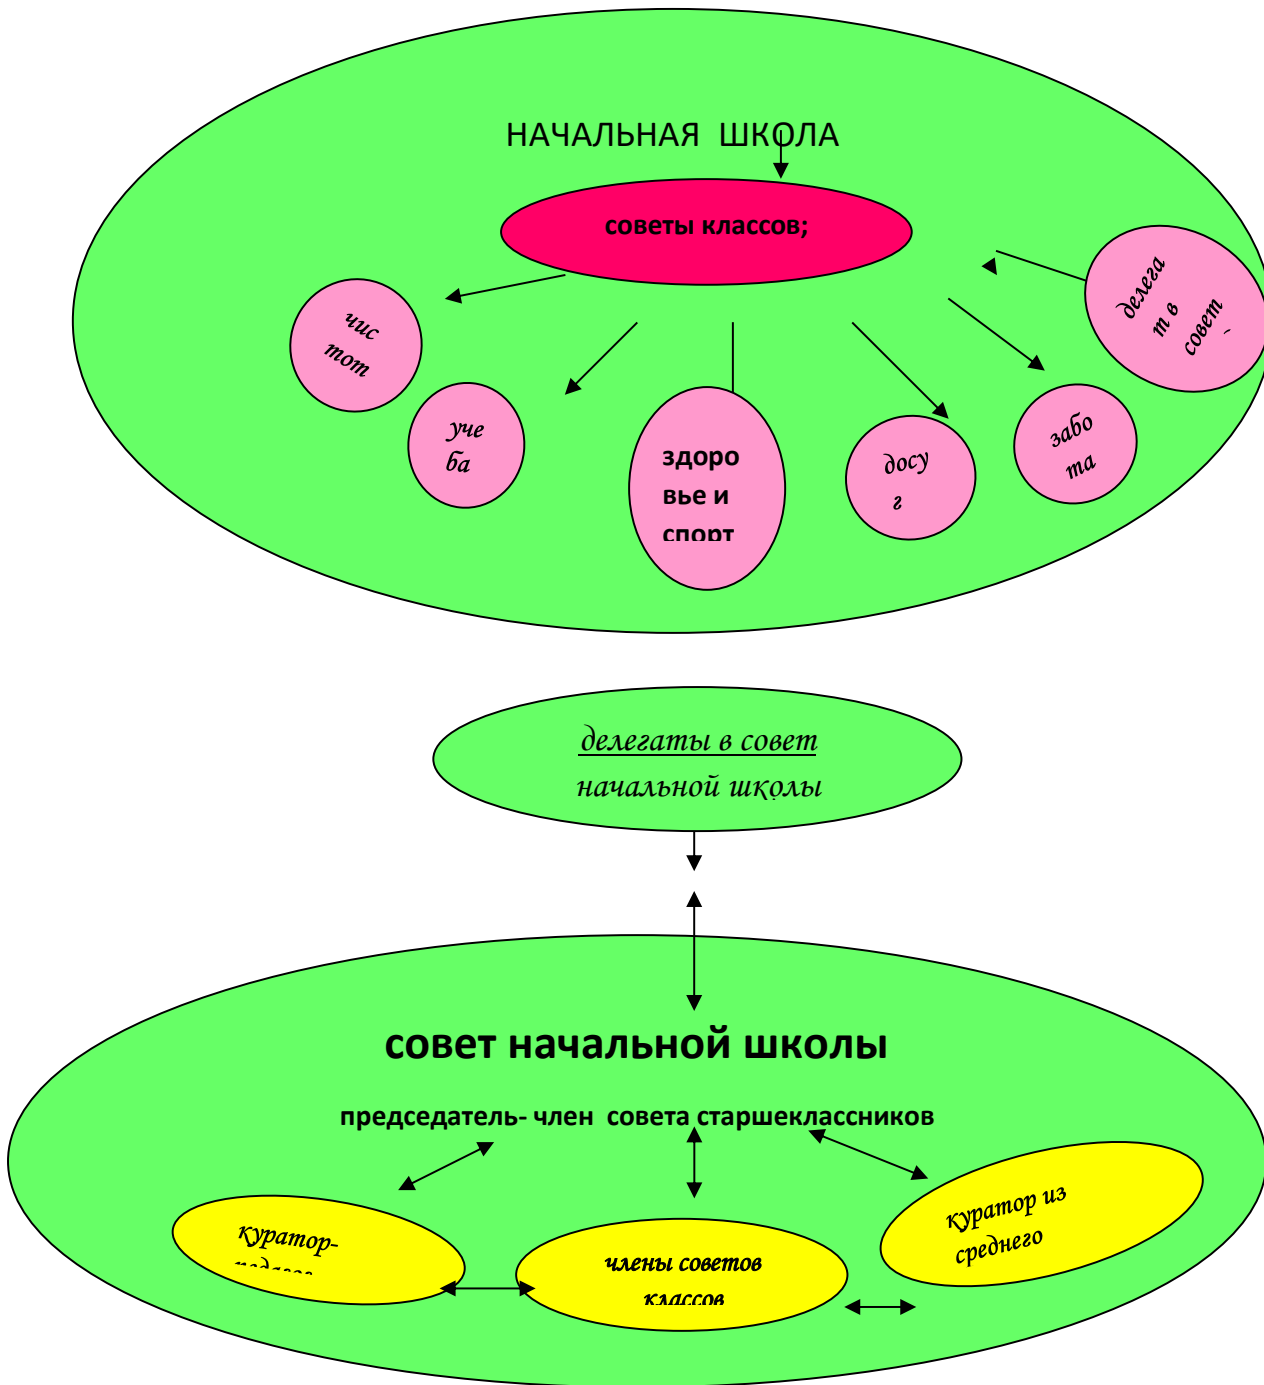 НАЧАЛЬНАЯ ШКОЛА
советы классов;
делега
т в
совет
чис
тот
уче
ба
здоро
вье и
спорт
досу
г
забо
та
делегаты в совет
начальной школы
совет начальной школы
председатель- член совета старшеклассников
куратор-
члены советов
классов
куратор из
среднего